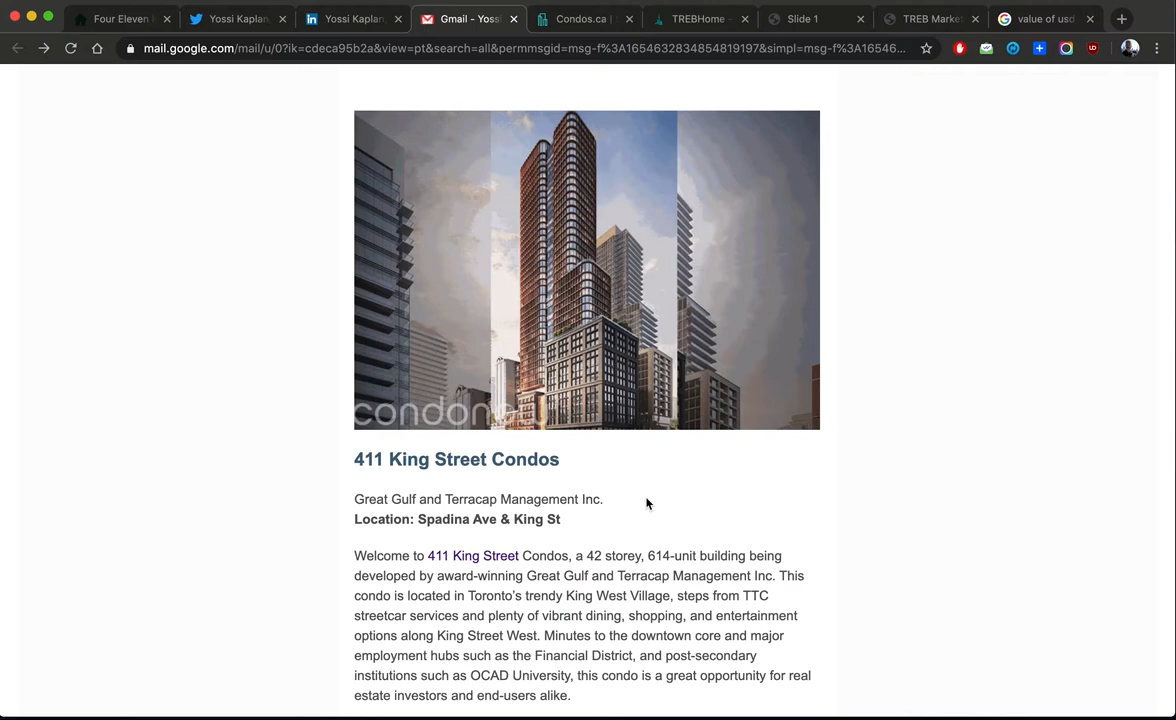 Four Eleven
Yossi Kaplan,
Yossi Kaplan,
Gmail - Yoss
Condos.ca |
TREBHome -
Slide 1
TREB Market
value of usd
mail.google.com/mail/u/0?ik=cdeca95b2a&view=pt&search=all&permmsgid=msg-f%3A1654632834854819197&simpl=msg-f%3A16546...
411 King Street Condos
Great Gulf and Terracap Management Inc.
Location: Spadina Ave & King St
Welcome to 411 King Street Condos, a 42 storey, 614-unit building being
developed by award-winning Great Gulf and Terracap Management Inc. This
condo is located in Toronto’s trendy King West Village, steps from TTC
streetcar services and plenty of vibrant dining, shopping, and entertainment
options along King Street West. Minutes to the downtown core and major
employment hubs such as the Financial District, and post-secondary
institutions such as OCAD University, this condo is a great opportunity for real
estate investors and end-users alike.